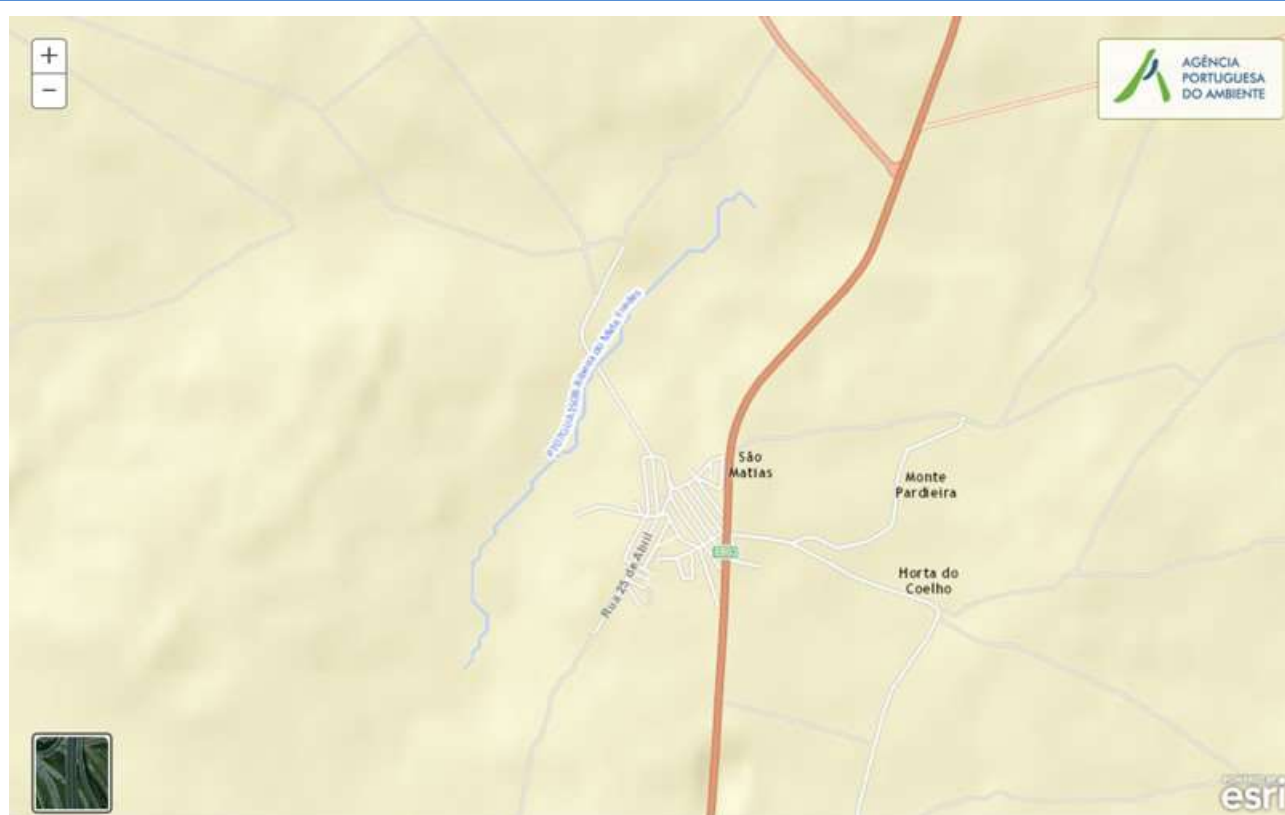 +
−
AGÊNCIA
PORTUGUESA
DO AMBIENTE
São
Matias
Monte
Pardieira
Horta do
Coelho
Rua 25 de Abril
esri